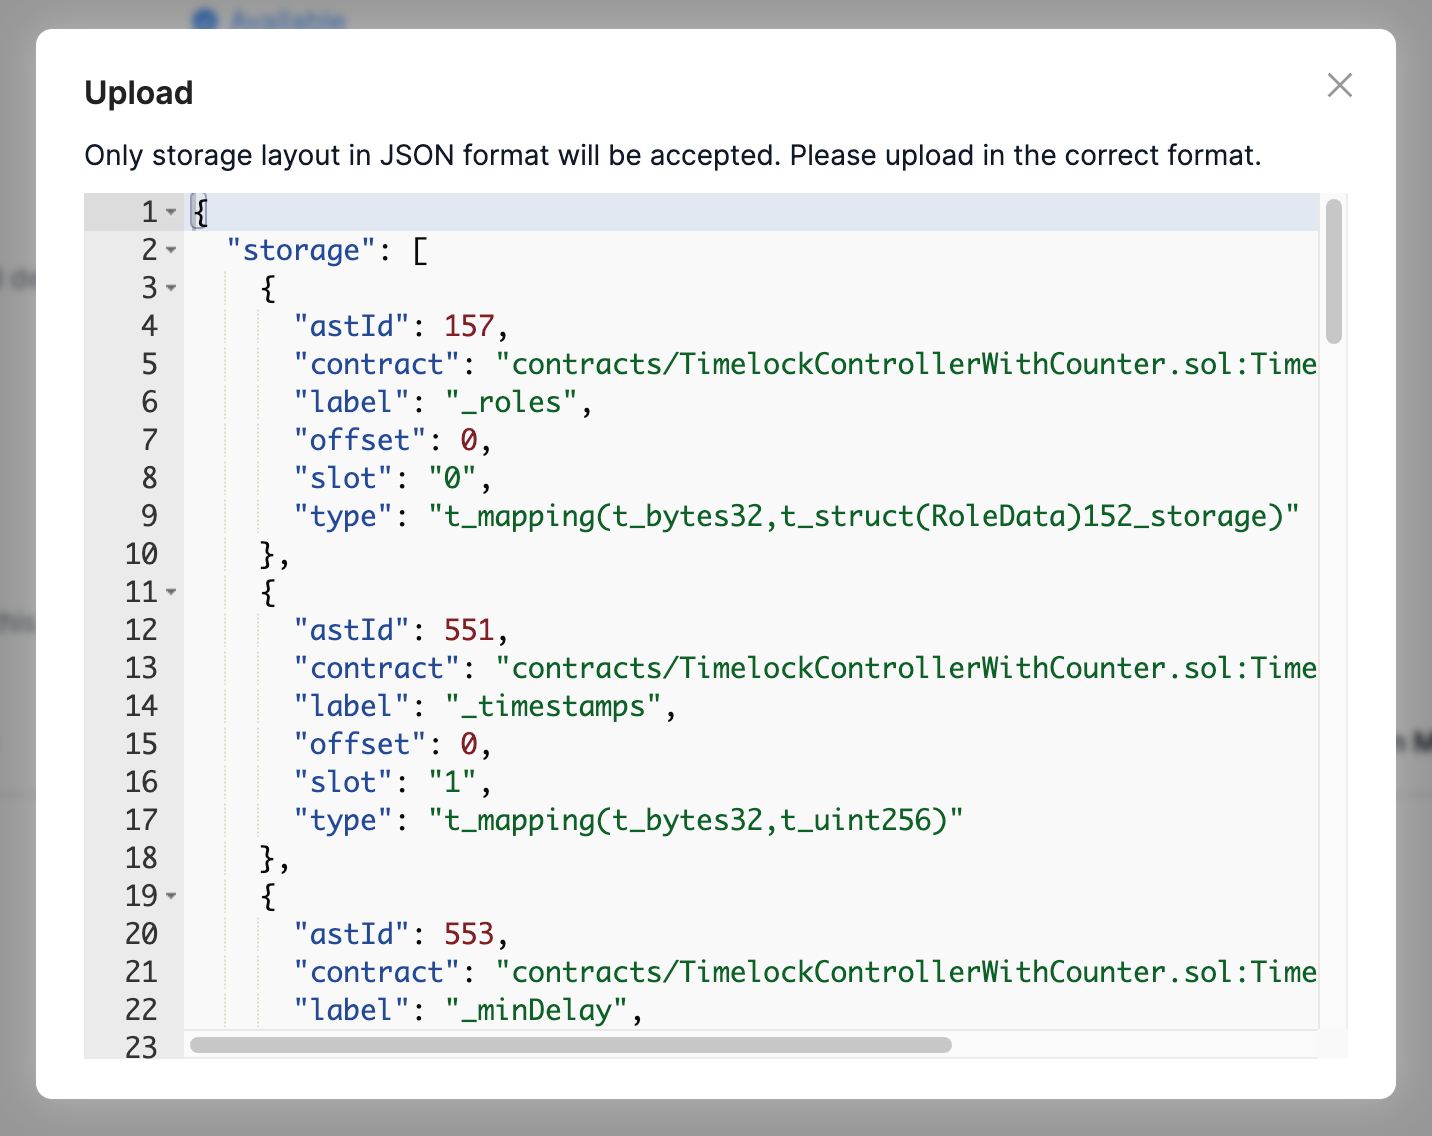 Available
Upload
Only storage layout in JSON format will be accepted. Please upload in the correct format.
1 {
2 "storage": [
3 {
4 "astId": 157,
5 "contract": "contracts/TimelockControllerWithCounter.sol:Time
6 "label": "_roles",
7 "offset": 0,
8 "slot": "0",
9 "type": "t_mapping(t_bytes32,t_struct(RoleData)152_storage)"
10 },
11 {
12 "astId": 551,
13 "contract": "contracts/TimelockControllerWithCounter.sol:Time
14 "label": "_timestamps",
15 "offset": 0,
16 "slot": "1",
17 "type": "t_mapping(t_bytes32,t_uint256)"
18 },
19 {
20 "astId": 553,
21 "contract": "contracts/TimelockControllerWithCounter.sol:Time
22 "label": "_minDelay",
23